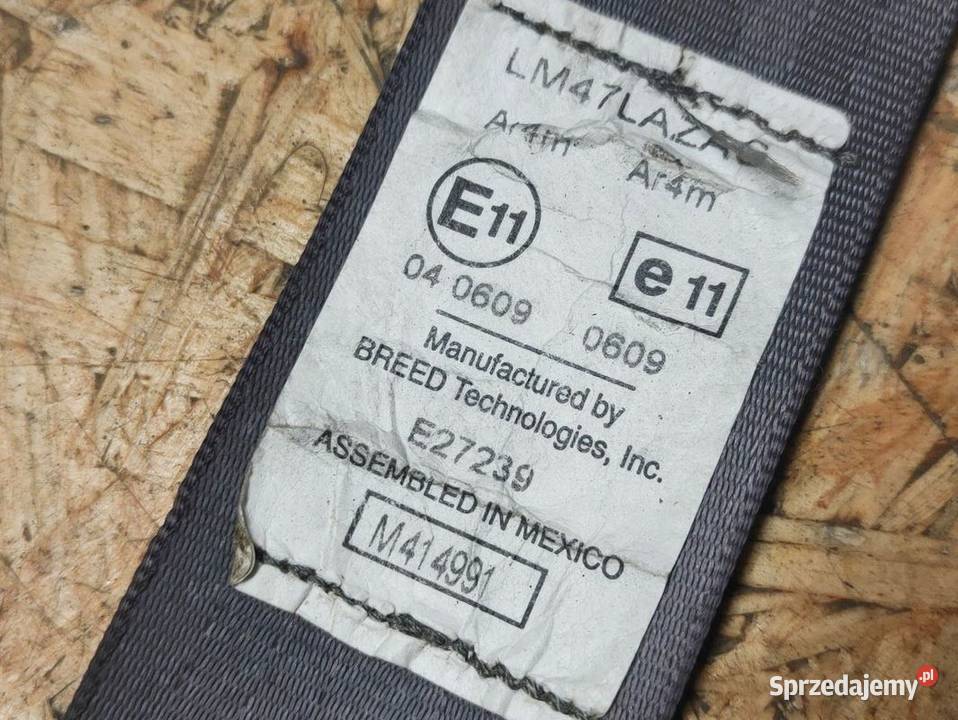 Ar4m
Ar4m
E11
e 11
04 0609
0609
Manufactured by
BREED Technologies, Inc.
E27239
ASSEMBLED IN MEXICO
M414991
Sprzedajemy.pl